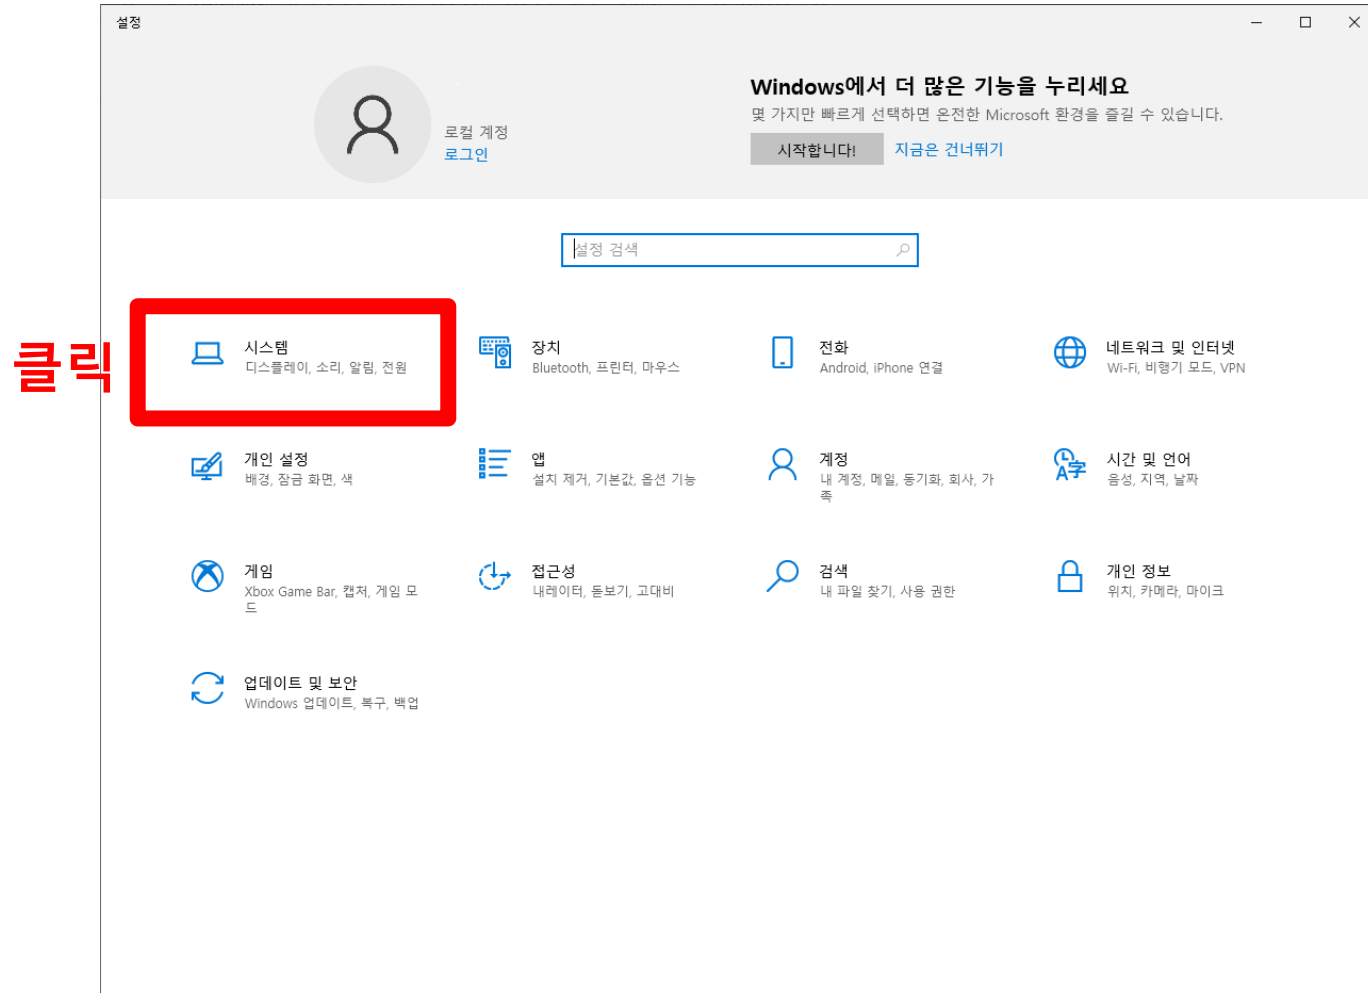 설정
로컬 계정
로그인
Windows에서 더 많은 기능을 누리세요
몇 가지만 빠르게 선택하면 온전한 Microsoft 환경을 즐길 수 있습니다.
시작합니다! 지금은 건너뛰기
설정 검색
클릭
시스템
디스플레이, 소리, 알림, 전원
장치
Bluetooth, 프린터, 마우스
전화
Android, iPhone 연결
네트워크 및 인터넷
Wi-Fi, 비행기 모드, VPN
개인 설정
배경, 잠금 화면, 색
앱
설치 제거, 기본값, 옵션 기능
계정
내 계정, 메일, 동기화, 회사, 가
족
시간 및 언어
음성, 지역, 날짜
게임
Xbox Game Bar, 캡처, 게임 모
드
접근성
내레이터, 돋보기, 고대비
검색
내 파일 찾기, 사용 권한
개인 정보
위치, 카메라, 마이크
업데이트 및 보안
Windows 업데이트, 복구, 백업